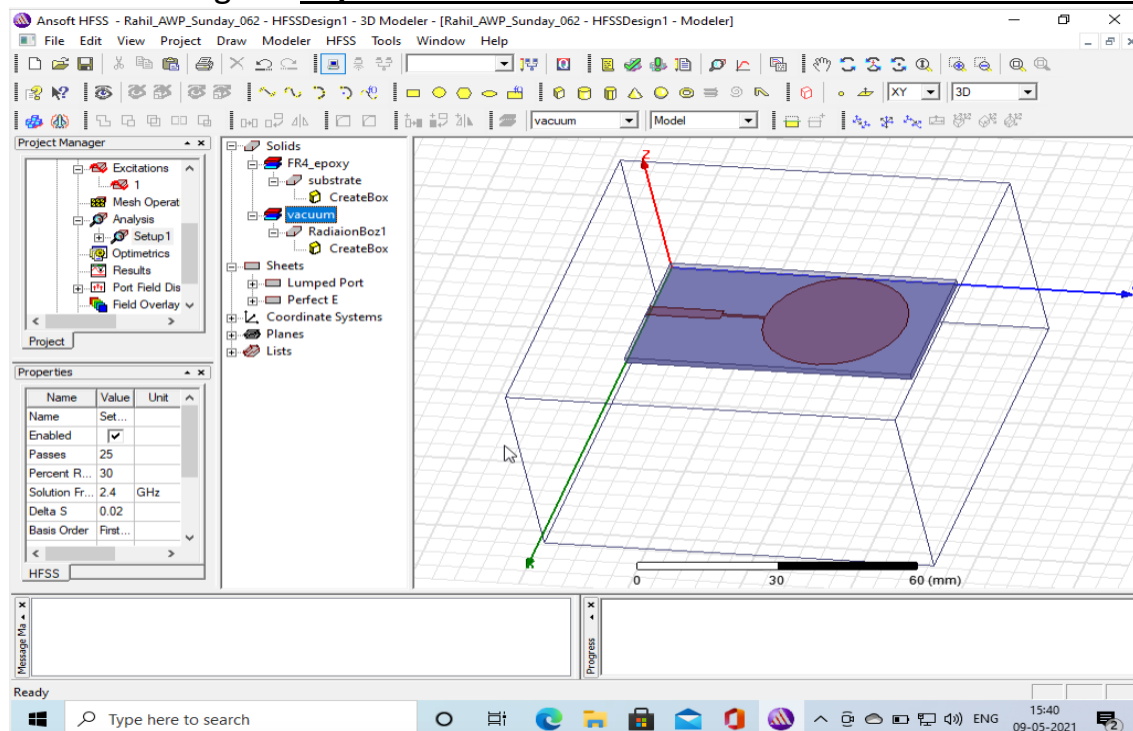 Ansoft HFSS - Rahil_AWP_Sunday_062 - HFSSDesign1 - 3D Modeler - [Rahil_AWP_Sunday_062 - HFSSDesign1 - Modeler]
File Edit View Project Draw Modeler HFSS Tools Window Help
XY 3D
vacuum Model
Project Manager
Excitations
1
Mesh Operat
Analysis
Setup1
Optimetrics
Results
Port Field Dis
Field Overlay
Project
Solids
FR4_epoxy
substrate
CreateBox
vacuum
RadiaionBoz1
CreateBox
Sheets
Lumped Port
Perfect E
Coordinate Systems
Planes
Lists
Properties
Name Value Unit
Name Set...
Enabled
Passes 25
Percent R... 30
Solution Fr... 2.4 GHz
Delta S 0.02
Basis Order First...
HFSS
Z
0 30 60 (mm)
Message Ma
Progress
Ready
Type here to search
ENG
15:40
09-05-2021
2